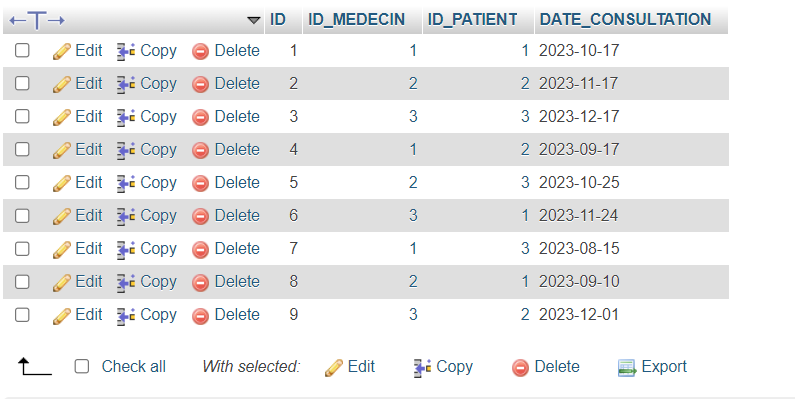 ID ID_MEDECIN ID_PATIENT DATE_CONSULTATION
Edit Copy Delete 1 1 1 2023-10-17
Edit Copy Delete 2 2 2 2023-11-17
Edit Copy Delete 3 3 3 2023-12-17
Edit Copy Delete 4 1 2 2023-09-17
Edit Copy Delete 5 2 3 2023-10-25
Edit Copy Delete 6 3 1 2023-11-24
Edit Copy Delete 7 1 3 2023-08-15
Edit Copy Delete 8 2 1 2023-09-10
Edit Copy Delete 9 3 2 2023-12-01
Check all With selected: Edit Copy Delete Export